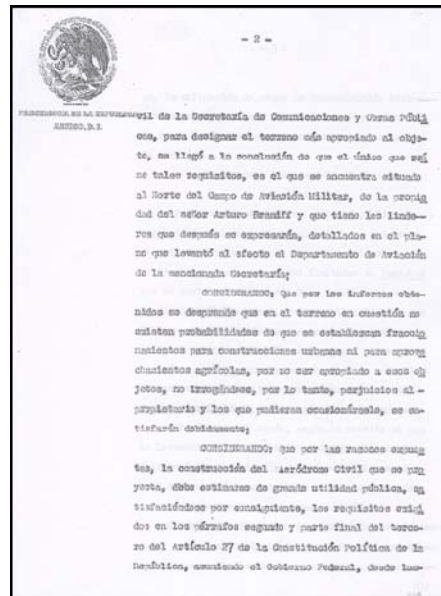 - 2 -
PRESIDENCIA DE LA REPUBLICA
MEXICO, D. F.
vil de la Secretaría de Comunicaciones y Obras Públi
cas, para designar el terreno más apropiado al obje-
to, se llegó a la conclusión de que el único que reú
ne tales requisitos, es el que se encuentra situado
al Norte del Campo de Aviación Militar, de la propie
dad del señor Arturo Braniff y que tiene los linde-
ros que después se expresarán, detallados en el pla-
no que levantó al efecto el Departamento de Aviación
de la mencionada Secretaría;
CONSIDERANDO: Que por los informes obte-
nidos se desprende que en el terreno en cuestión no
existen probabilidades de que se establezcan fraccio
namientos para construcciones urbanas ni para aprove
chamientos agrícolas, por no ser apropiado a esos ob
jetos, no irrogándose, por lo tanto, perjuicios al -
propietario y los que pudieran ocasionársele, se sa-
tisfarán debidamente;
CONSIDERANDO: Que por las razones expues
tas, la construcción del Aeródromo Civil que se pro
yecta, debe estimarse de grande utilidad pública, sa
tisfaciéndose por consiguiente, los requisitos exigi
dos en los párrafos segundo y parte final del terce-
ro del Artículo 27 de la Constitución Política de la
República, asumiendo el Gobierno Federal, desde lue-